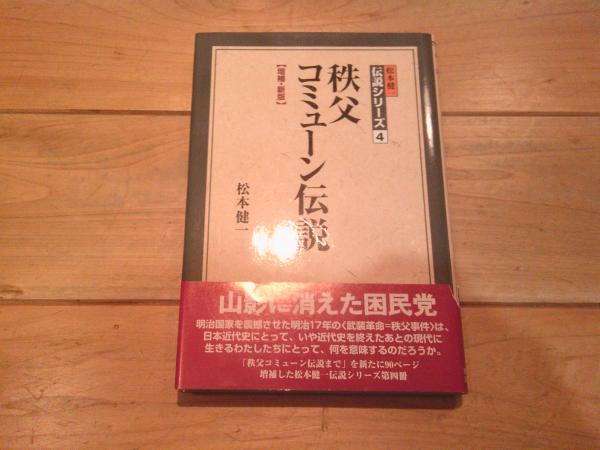 松本健一
伝説シリーズ 4
秩父
コミューン伝説
【増補・新版】
松本健一
山影に消えた困民党
明治国家を震撼させた明治17年の〈武装革命=秩父事件〉は、
日本近代史にとって、いや近代史を終えたあとの現代に
生きるわたしたちにとって、何を意味するのだろうか。
「秩父コミューン伝説まで」を新たに90ページ
増補した松本健一伝説シリーズ第四冊